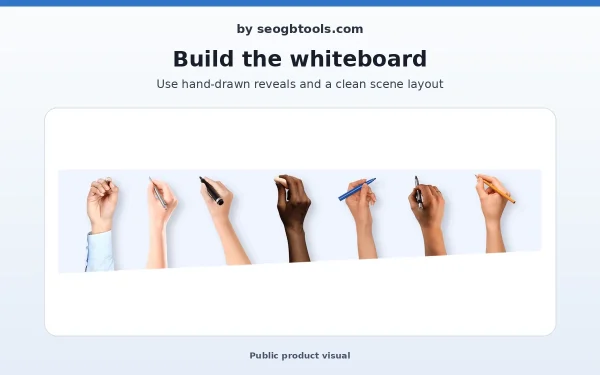 by seogbtools.com
Build the whiteboard
Use hand-drawn reveals and a clean scene layout
Public product visual